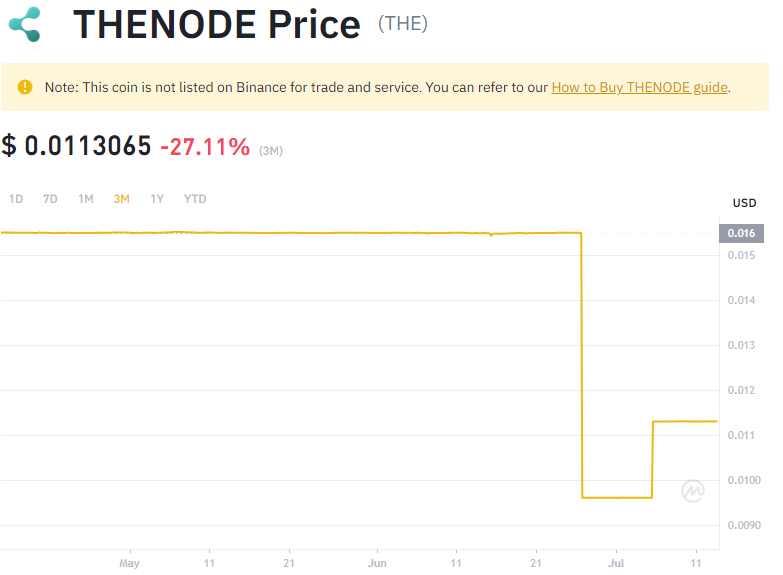 THENODE Price (THE)
Note: This coin is not listed on Binance for trade and service. You can refer to our How to Buy THENODE guide.
$ 0.0113065 -27.11% (3M)
1D 7D 1M 3M 1Y YTD
USD
0.016
0.015
0.014
0.013
0.012
0.011
0.0100
0.0090
May 11 21 Jun 11 21 Jul 11